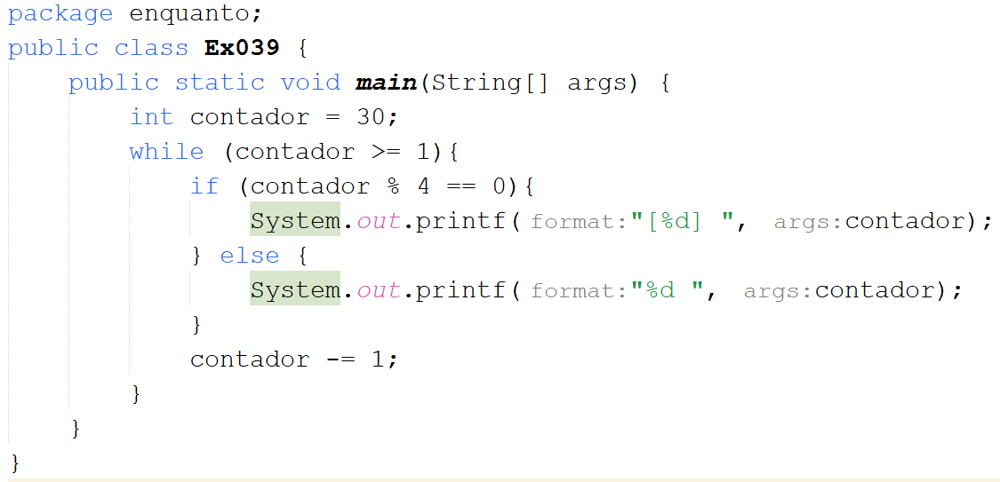 package enquanto;
public class Ex039 {
    public static void main(String[] args) {
        int contador = 30;
        while (contador >= 1){
            if (contador % 4 == 0){
                System.out.printf( format:"[%d] ", args:contador);
            } else {
                System.out.printf( format:"%d ", args:contador);
            }
            contador -= 1;
        }
    }
}